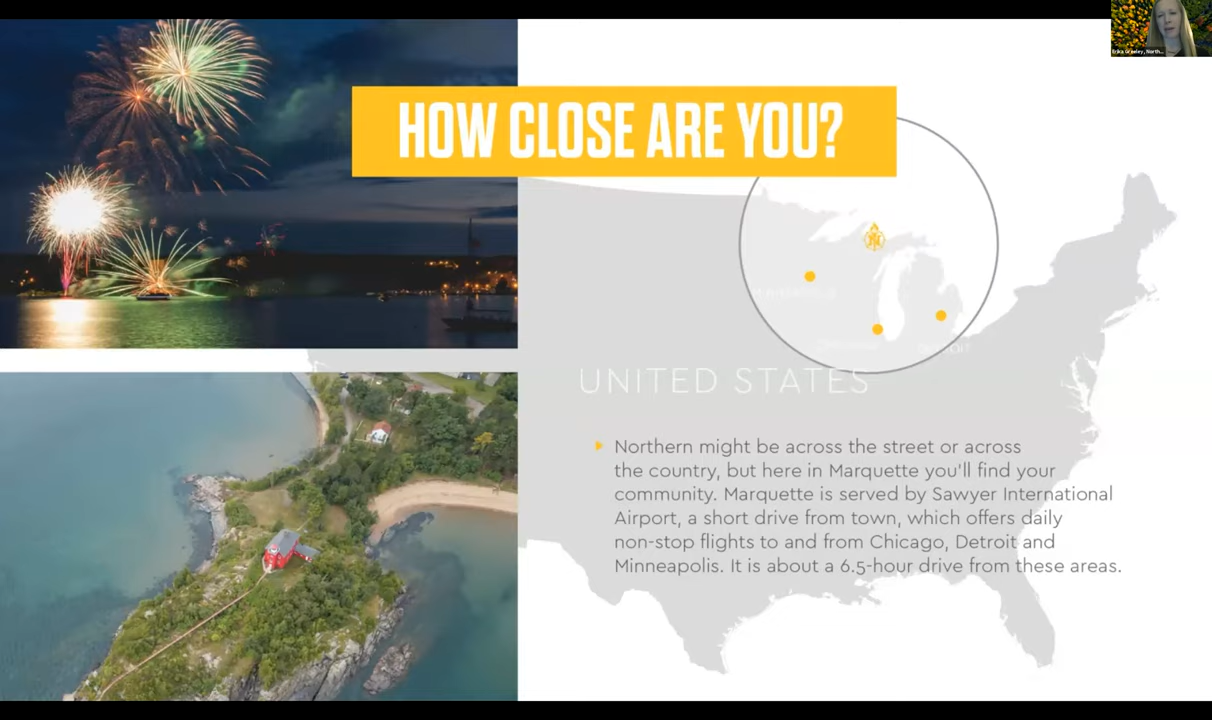 HOW CLOSE ARE YOU?
MINNEAPOLIS
DETROIT
UNITED STATES
Northern might be across the street or across
the country, but here in Marquette you'll find your
community. Marquette is served by Sawyer International
Airport, a short drive from town, which offers daily
non-stop flights to and from Chicago, Detroit and
Minneapolis. It is about a 6.5-hour drive from these areas.